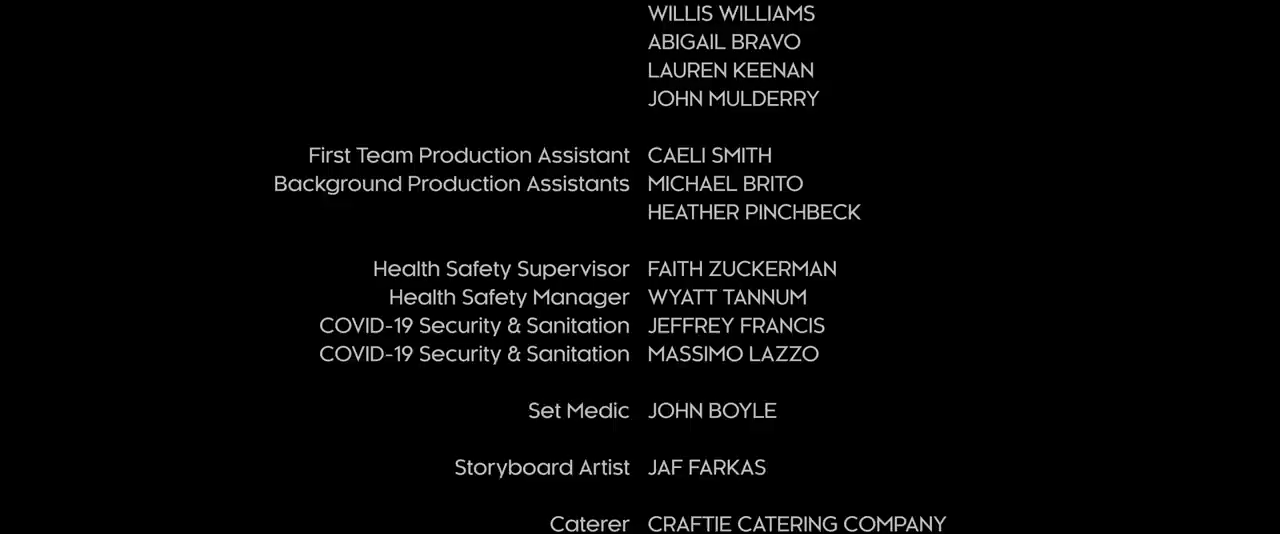 WILLIS WILLIAMS
ABIGAIL BRAVO
LAUREN KEENAN
JOHN MULDERRY
First Team Production Assistant CAELI SMITH
Background Production Assistants MICHAEL BRITO
HEATHER PINCHBECK
Health Safety Supervisor FAITH ZUCKERMAN
Health Safety Manager WYATT TANNUM
COVID-19 Security & Sanitation JEFFREY FRANCIS
COVID-19 Security & Sanitation MASSIMO LAZZO
Set Medic JOHN BOYLE
Storyboard Artist JAF FARKAS
Caterer CRAFTIE CATERING COMPANY